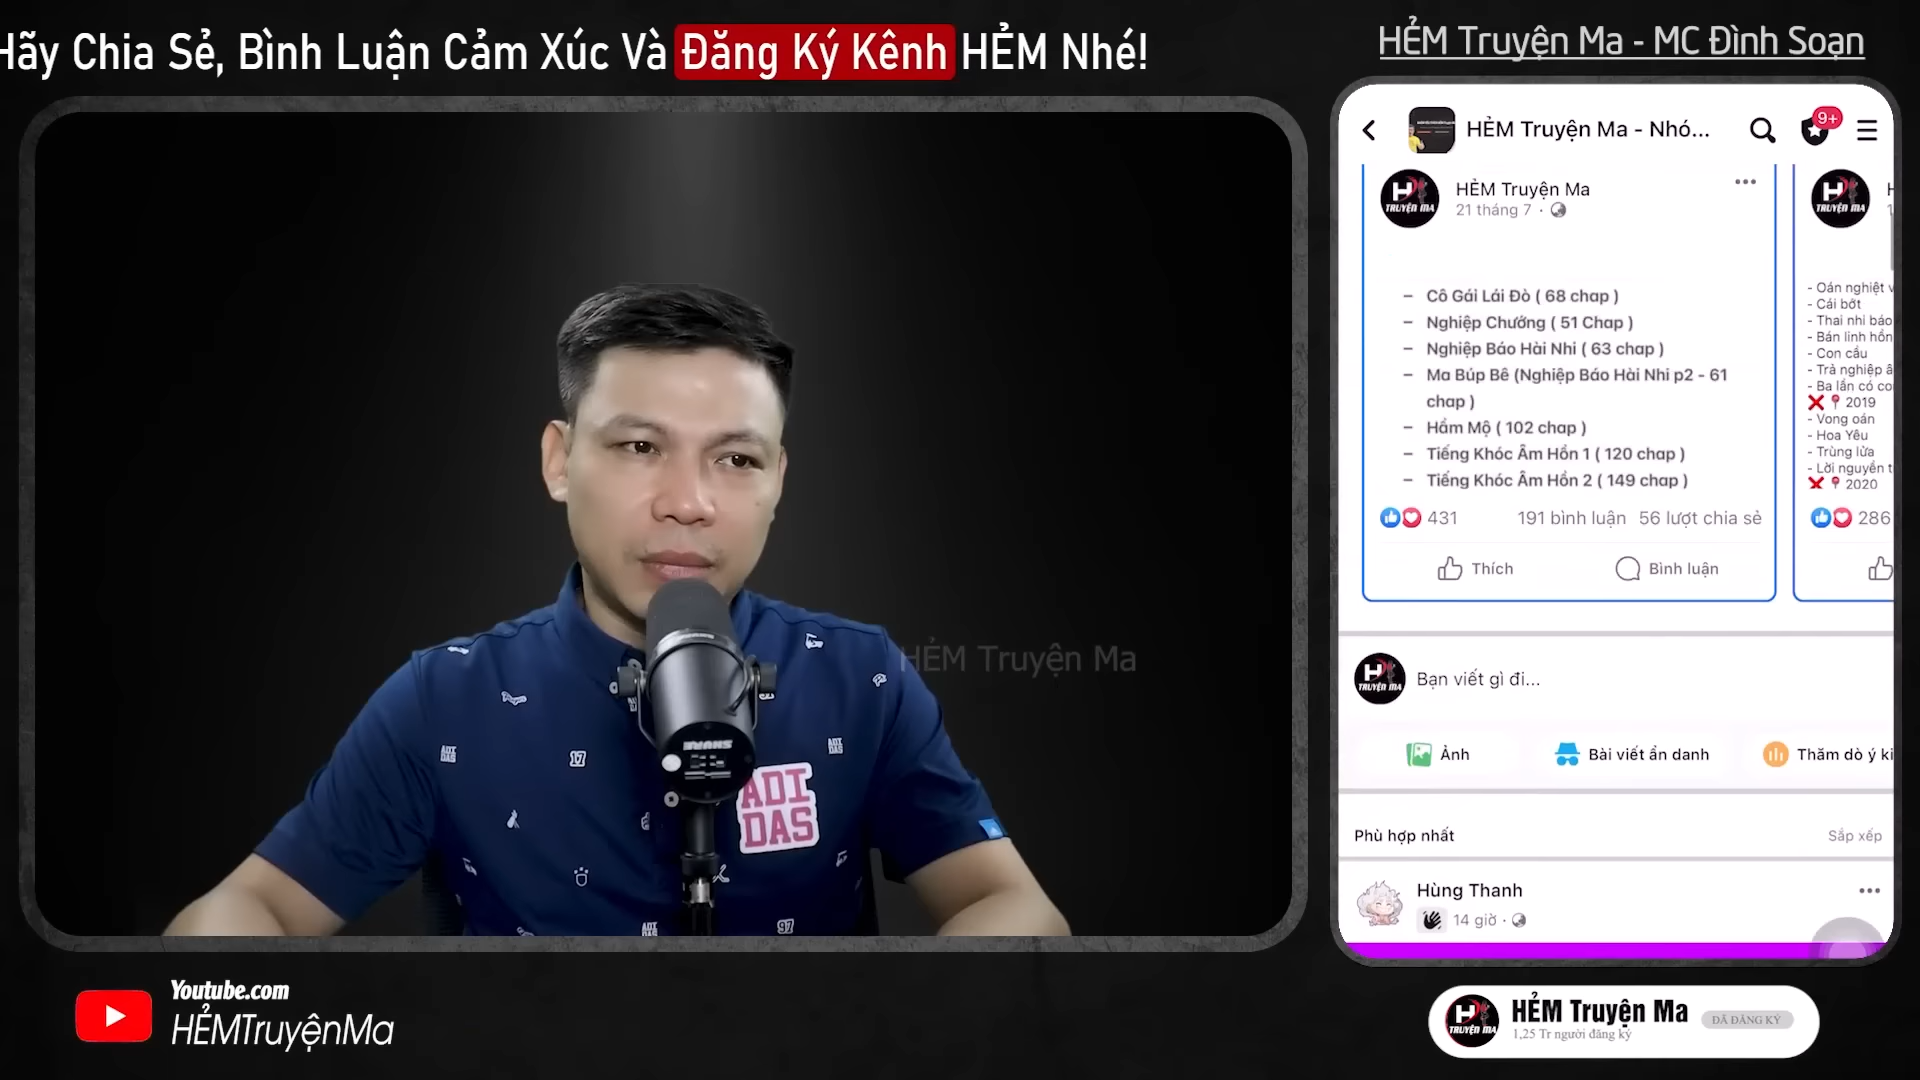 Hãy Chia Sẻ, Bình Luận Cảm Xúc Và Đăng Ký Kênh HẺM Nhé!
HẺM Truyện Ma - MC Đình Soạn
HẺM Truyện Ma - Nhó...
9+
HẺM Truyện Ma
21 tháng 7
- Cô Gái Lái Đò ( 68 chap )
- Nghiệp Chướng ( 51 Chap )
- Nghiệp Báo Hài Nhi ( 63 chap )
- Ma Búp Bê (Nghiệp Báo Hài Nhi p2 - 61
chap )
- Hầm Mộ ( 102 chap )
- Tiếng Khóc Âm Hồn 1 ( 120 chap )
- Tiếng Khóc Âm Hồn 2 ( 149 chap )
431 191 bình luận 56 lượt chia sẻ
Thích Bình luận
- Oán nghiệt
- Cái bớt
- Thai nhi báo
- Bán linh hồn
- Con cầu
- Trả nghiệp
- Ba lần có
❌📍2019
- Vong oán
- Hoa Yêu
- Trùng lửa
- Lời nguyền
❌📍2020
286
H TRUYỆN MA
Bạn viết gì đi...
Ảnh Bài viết ẩn danh Thăm dò ý
Phù hợp nhất Sắp xếp
Hùng Thanh
14 giờ
HẺM Truyện Ma
SHURE
ADI
DAS
17
97
Youtube.com
HẺMTruyệnMa
H TRUYỆN MA
HẺM Truyện Ma
ĐÃ ĐĂNG KÝ
1,25 Tr người đăng ký